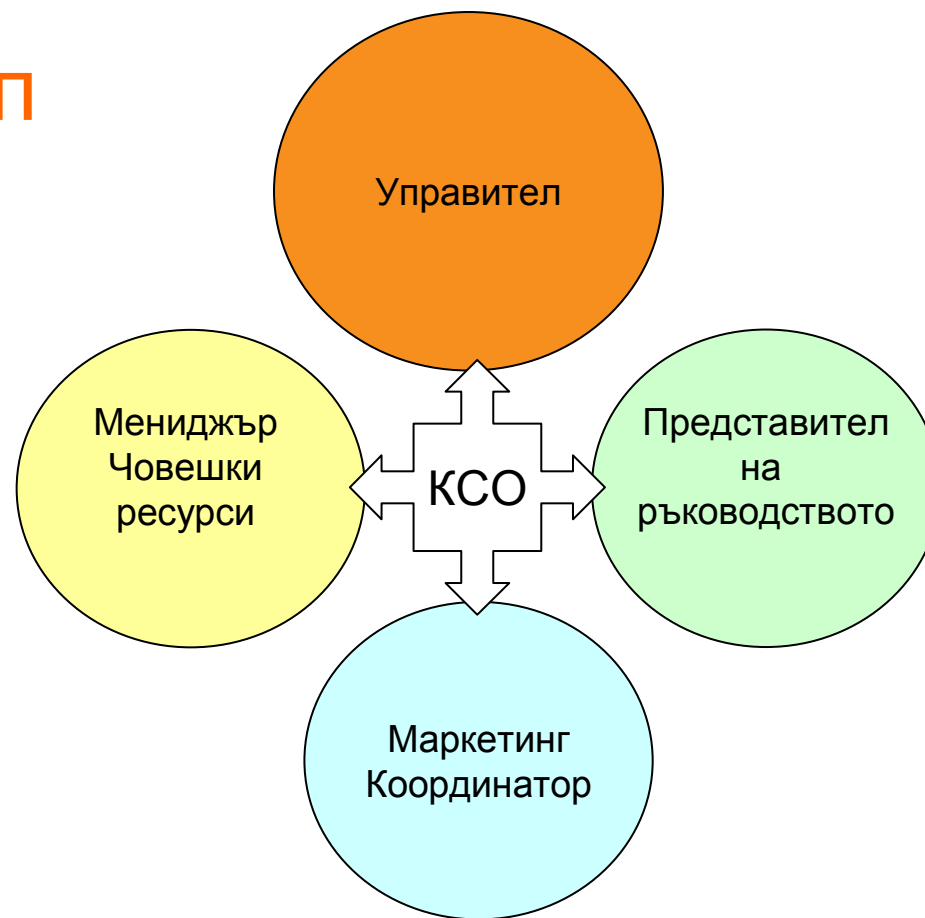 П
Управител
Мениджър
Човешки
ресурси
КСО
Представител
на
ръководството
Маркетинг
Координатор